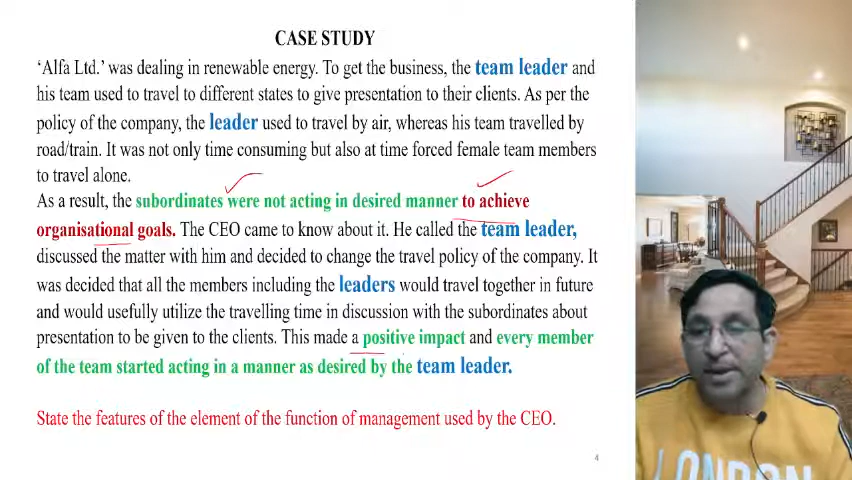 CASE STUDY
‘Alfa Ltd.’ was dealing in renewable energy. To get the business, the team leader and
his team used to travel to different states to give presentation to their clients. As per the
policy of the company, the leader used to travel by air, whereas his team travelled by
road/train. It was not only time consuming but also at time forced female team members
to travel alone.
As a result, the subordinates were not acting in desired manner to achieve
organisational goals. The CEO came to know about it. He called the team leader,
discussed the matter with him and decided to change the travel policy of the company. It
was decided that all the members including the leaders would travel together in future
and would usefully utilize the travelling time in discussion with the subordinates about
presentation to be given to the clients. This made a positive impact and every member
of the team started acting in a manner as desired by the team leader.
State the features of the element of the function of management used by the CEO.
4
LONDON